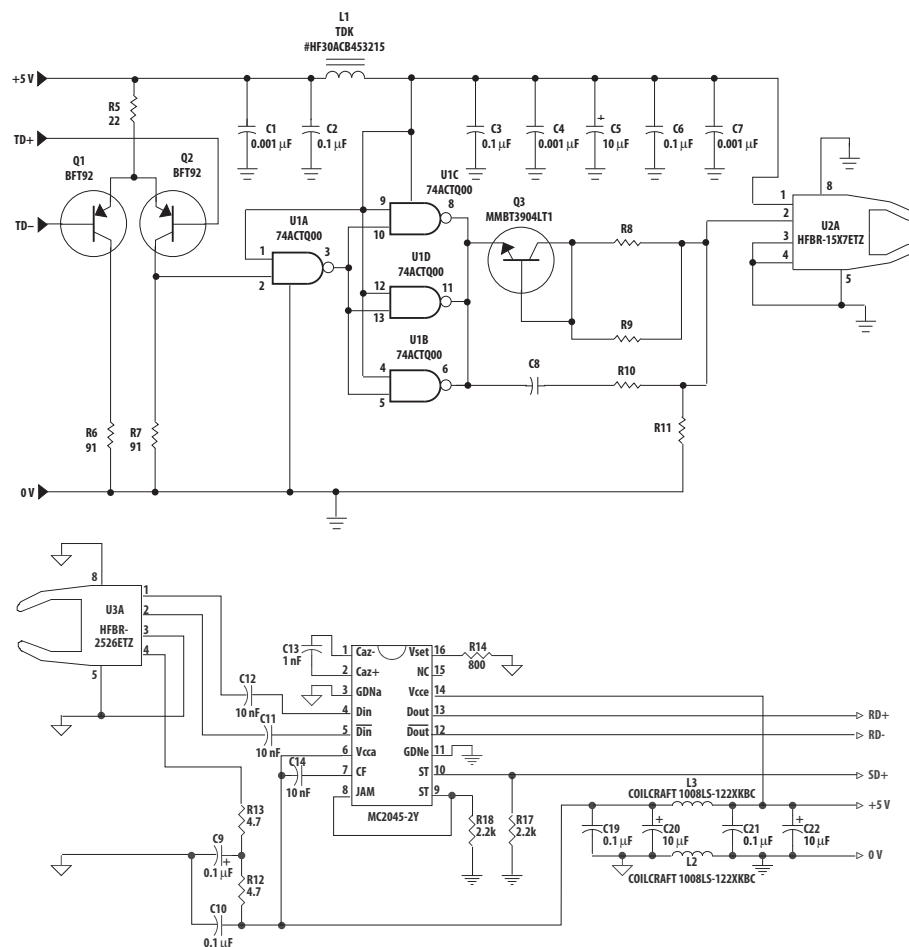 L1
TDK
#HF30ACB453215
+5 V
R5
22
C1
0.001 µF
C2
0.1 µF
C3
0.1 µF
C4
0.001 µF
+
C5
10 µF
C6
0.1 µF
C7
0.001 µF
TD+
Q1
BFT92
Q2
BFT92
TD–
U1C
74ACTQ00
9
10
8
U1A
74ACTQ00
1
2
3
U1D
74ACTQ00
12
13
11
U1B
74ACTQ00
4
5
6
Q3
MMBT3904LT1
R8
R9
C8
R10
R11
8
1
2
3
4
5
U2A
HFBR-15X7ETZ
R6
91
R7
91
0 V
8
U3A
HFBR-
2526ETZ
1
2
3
4
5
C13
1 nF
C12
10 nF
C11
10 nF
C14
10 nF
1 Caz- Vset 16
2 Caz+ NC 15
3 GDNa Vcce 14
4 Din Dout 13
5 Din Dout 12
6 Vcca GDNe 11
7 CF ST 10
8 JAM ST 9
MC2045-2Y
R14
800
RD+
RD-
SD+
L3
COILCRAFT 1008LS-122XKBC
+5 V
R13
4.7
R18
2.2k
R17
2.2k
C19
0.1 µF
+
C20
10 µF
C21
0.1 µF
+
C22
10 µF
0 V
L2
COILCRAFT 1008LS-122XKBC
C9
+
0.1 µF
R12
4.7
C10
0.1 µF